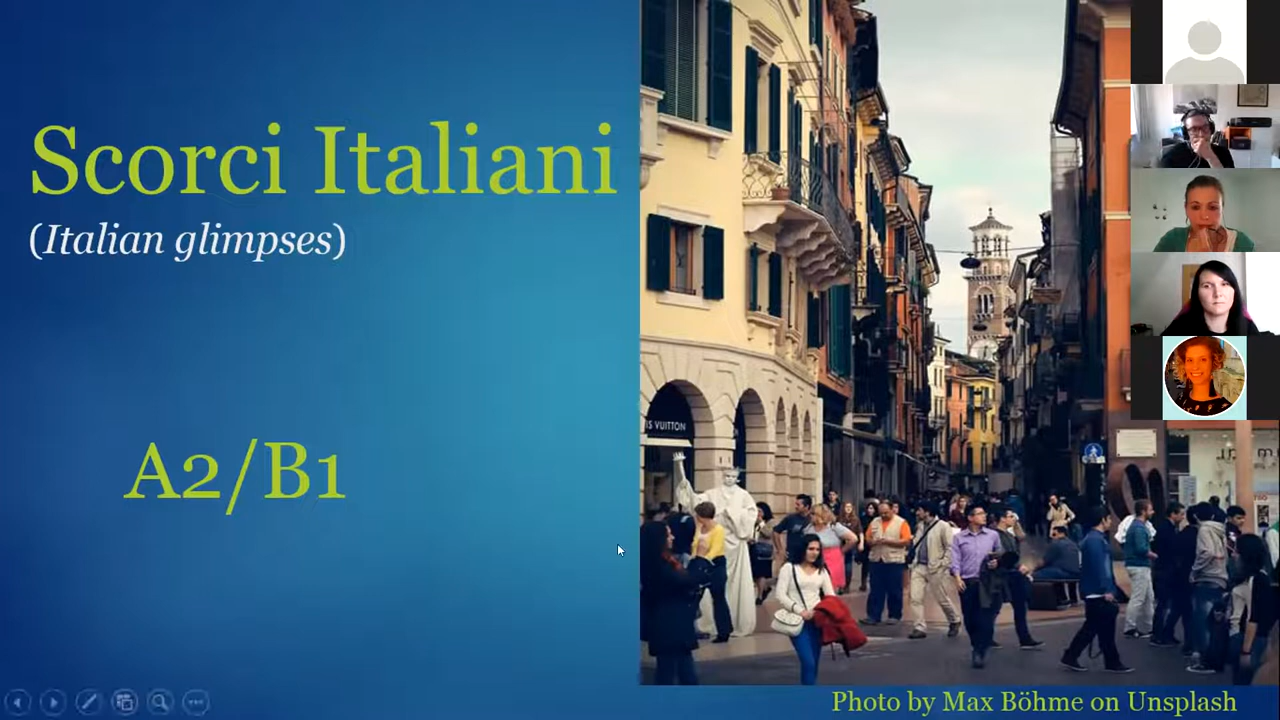 Scorci Italiani
(Italian glimpses)
A2/B1
IS VUITTON
Photo by Max Böhme on Unsplash